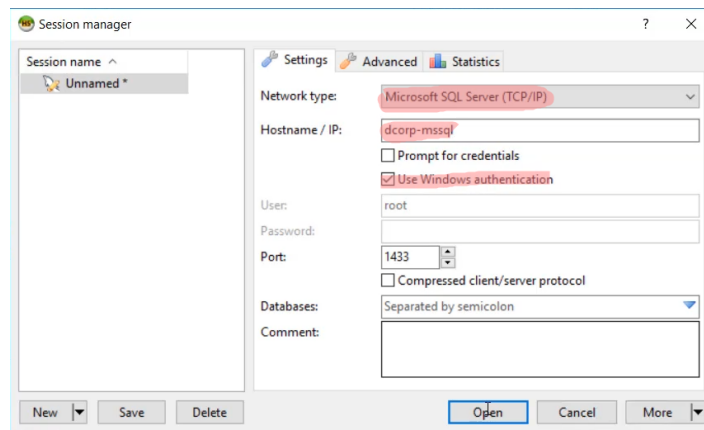 Session manager
Session name
Unnamed *
Settings
Advanced
Statistics
Network type:
Microsoft SQL Server (TCP/IP)
Hostname / IP:
dcorp-mssql
Prompt for credentials
Use Windows authentication
User:
root
Password:
Port:
1433
Compressed client/server protocol
Databases:
Separated by semicolon
Comment:
New
Save
Delete
Open
Cancel
More